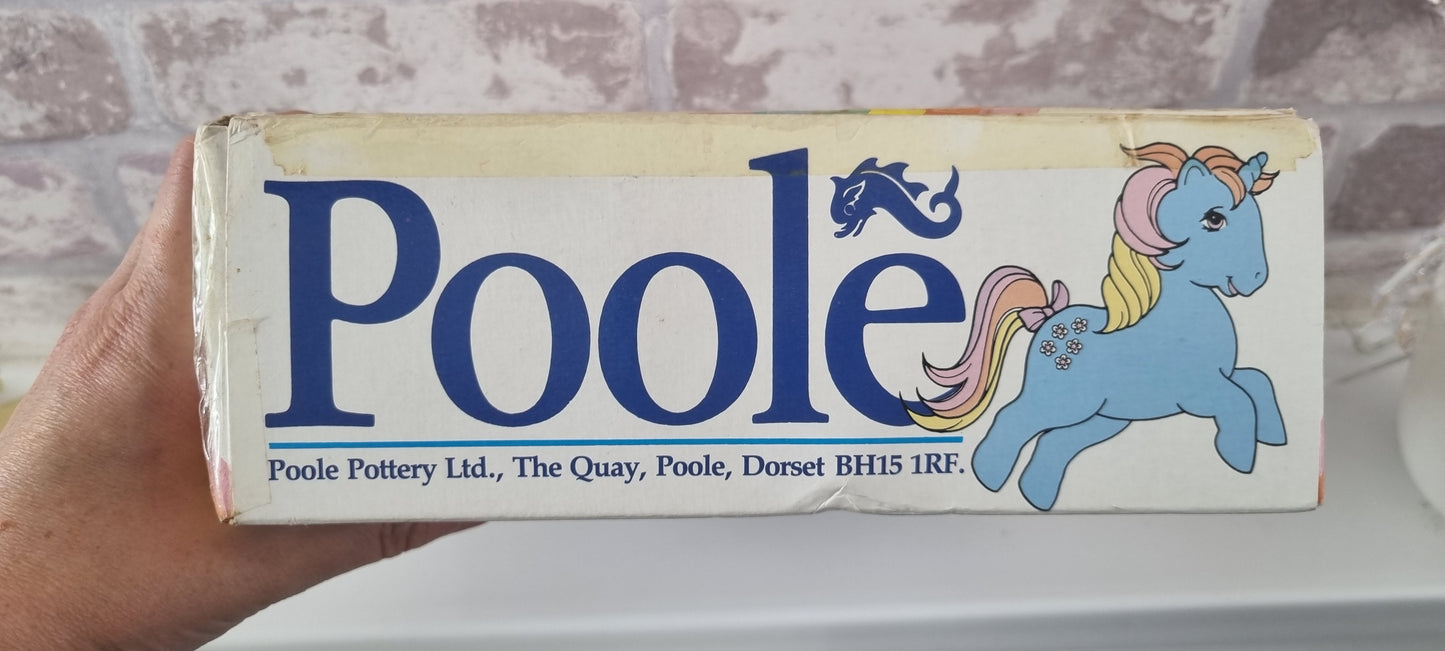 Poole
Poole Pottery Ltd., The Quay, Poole, Dorset BH15 1RF.